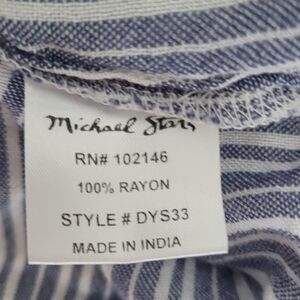 Michael Stars
RN# 102146
100% RAYON
STYLE # DYS33
MADE IN INDIA